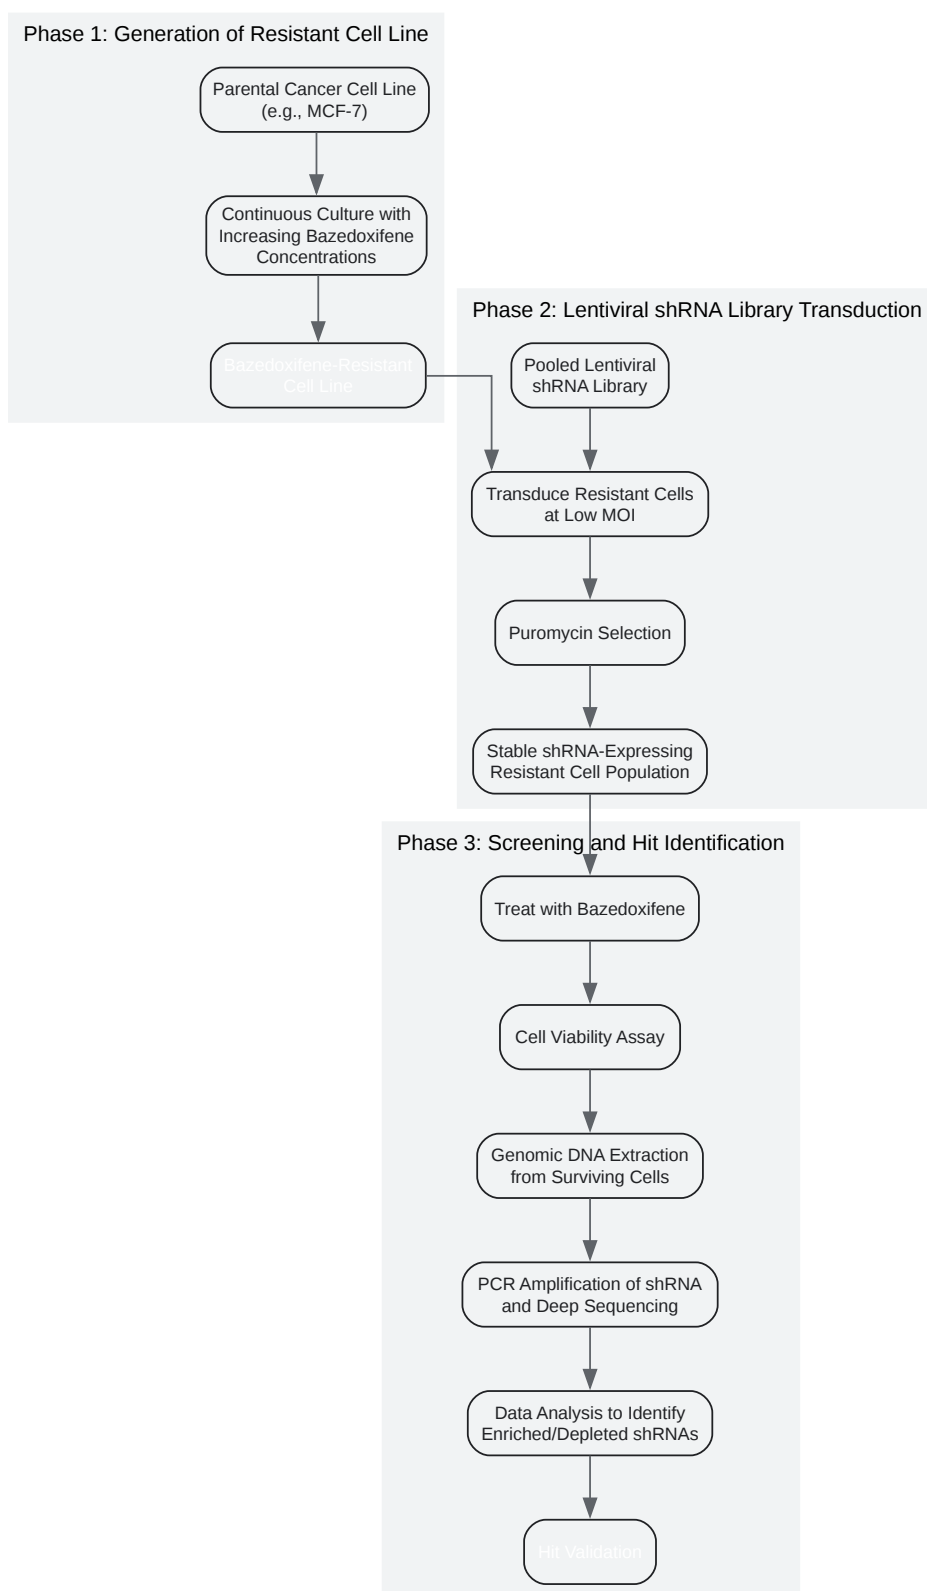 Phase 1: Generation of Resistant Cell Line
Parental Cancer Cell Line
(e.g., MCF-7)
Continuous Culture with
Increasing Bazedoxifene
Concentrations
Bazedoxifene-Resistant
Cell Line
Phase 2: Lentiviral shRNA Library Transduction
Pooled Lentiviral
shRNA Library
Transduce Resistant Cells
at Low MOI
Puromycin Selection
Stable shRNA-Expressing
Resistant Cell Population
Phase 3: Screening and Hit Identification
Treat with Bazedoxifene
Cell Viability Assay
Genomic DNA Extraction
from Surviving Cells
PCR Amplification of shRNA
and Deep Sequencing
Data Analysis to Identify
Enriched/Depleted shRNAs
Hit Validation